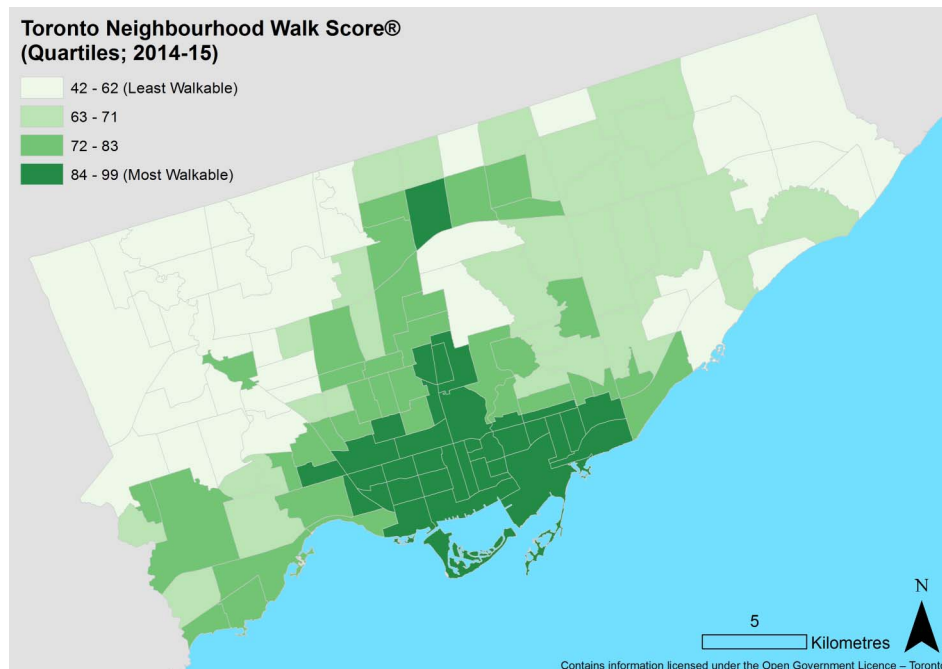 Toronto Neighbourhood Walk Score®
(Quartiles; 2014-15)
42 - 62 (Least Walkable)
63 - 71
72 - 83
84 - 99 (Most Walkable)
N
5
Kilometres
Contains information licensed under the Open Government Licence – Toronto